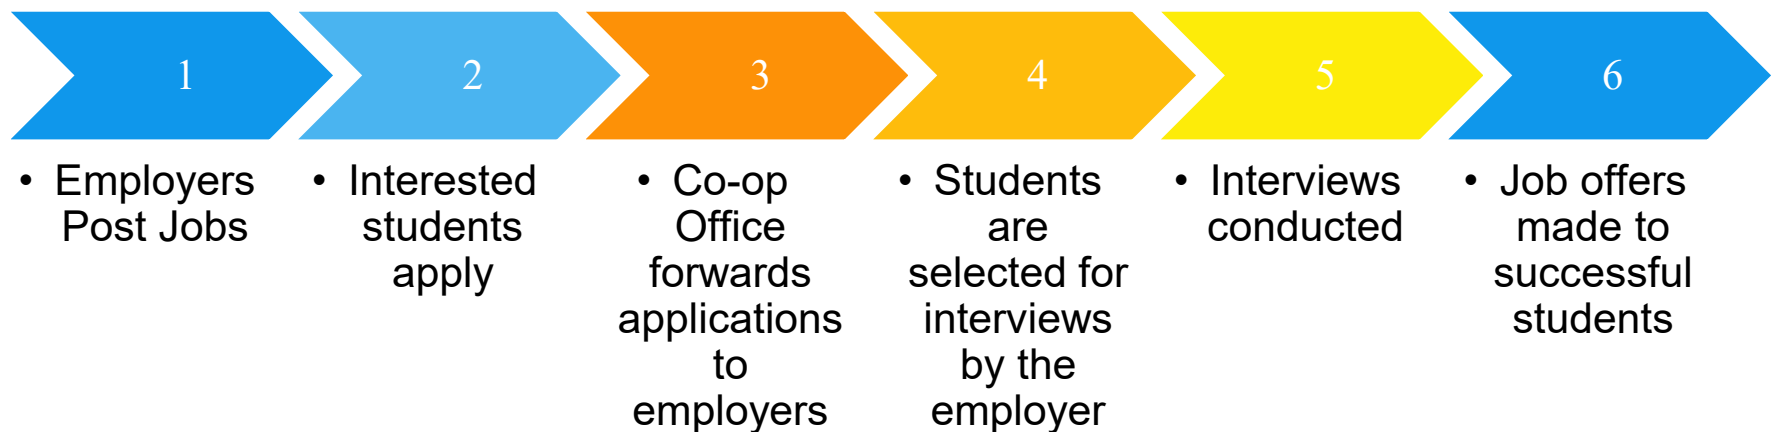 1
2
3
4
5
6
• Employers
Post Jobs
• Interested
students
apply
• Co-op
Office
forwards
applications
to
employers
• Students
are
selected for
interviews
by the
employer
• Interviews
conducted
• Job offers
made to
successful
students